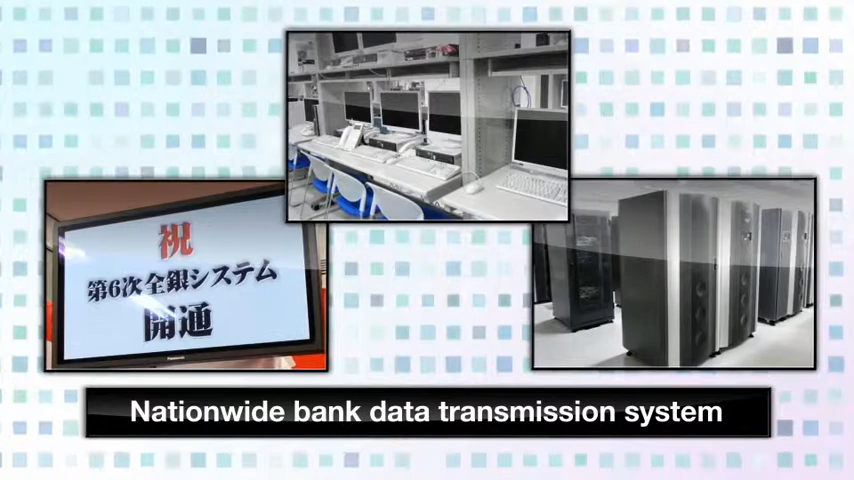 祝
第6次全銀システム
開通
Panasonic
Nationwide bank data transmission system